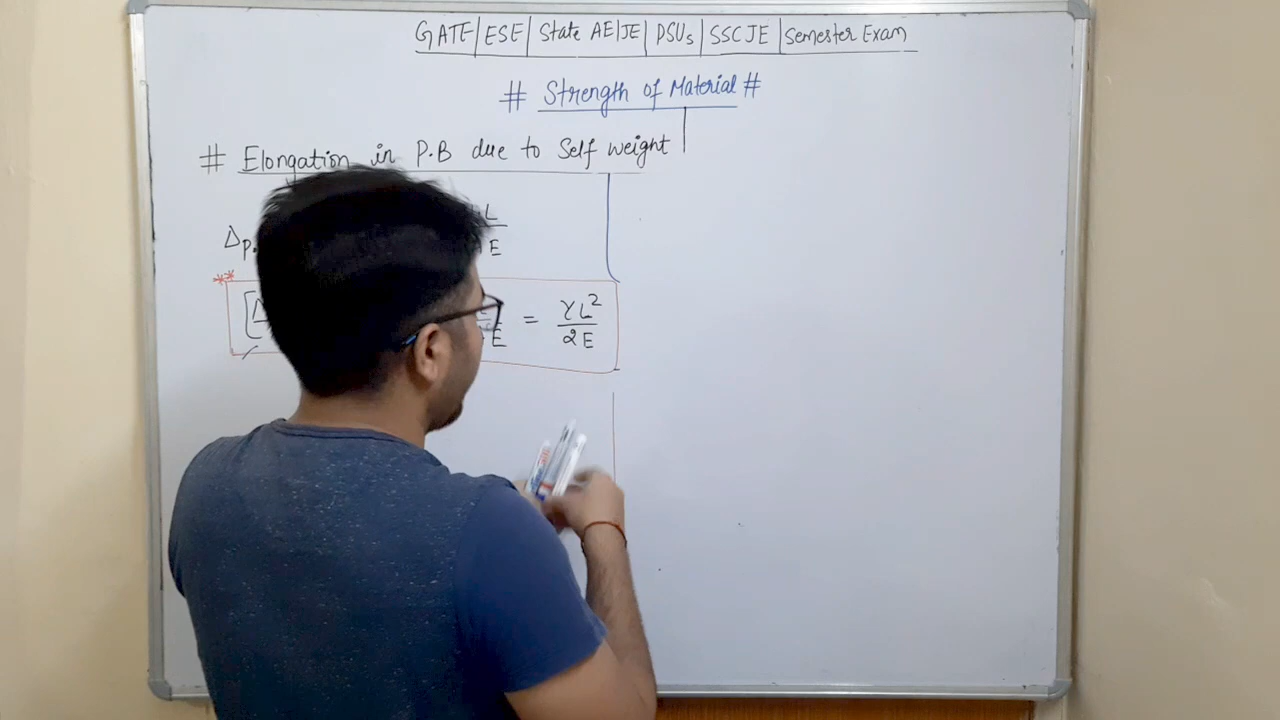 GATE | ESE | State AE|JE | PSUs | SSC JE | Semester Exam
# Strength of Material #
# Elongation in P.B due to Self weight
Δp. L/E
** [ E = γL²/2E